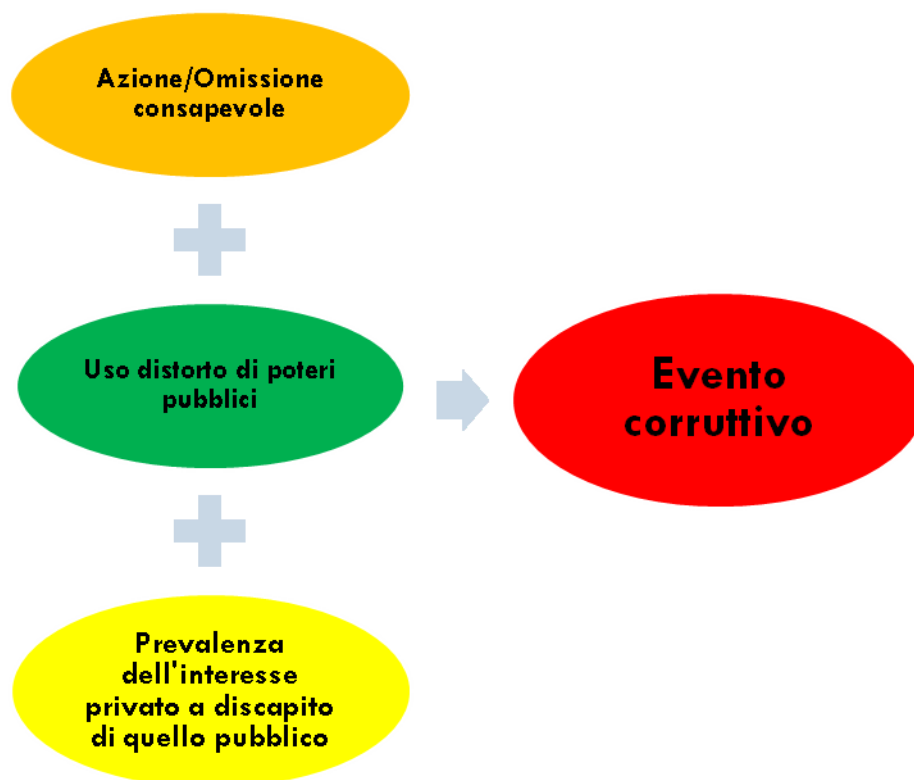 Azione/Omissione
consapevole
Uso distorto di poteri
pubblici
Evento
corruttivo
Prevalenza
dell'interesse
privato a discapito
di quello pubblico